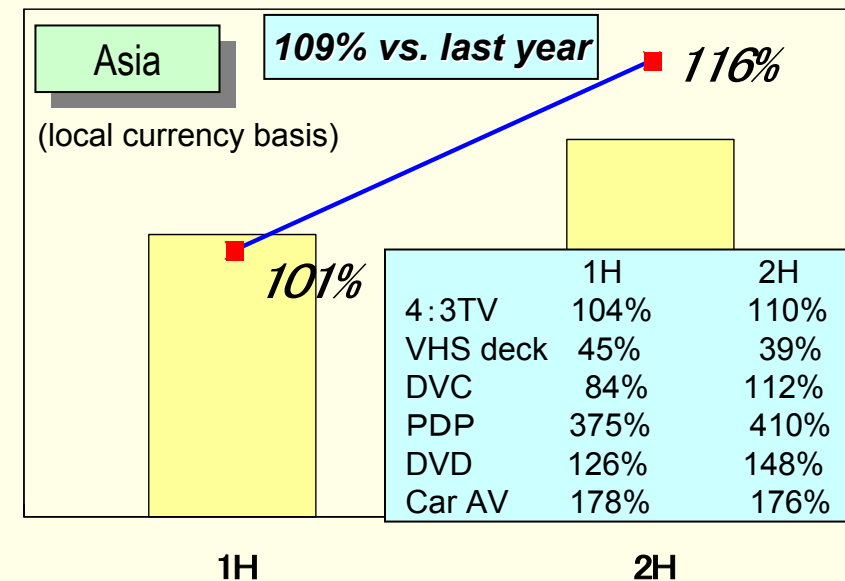 Asia
109% vs. last year
116%
(local currency basis)
101%
1H 2H
4:3TV 104% 110%
VHS deck 45% 39%
DVC 84% 112%
PDP 375% 410%
DVD 126% 148%
Car AV 178% 176%
1H 2H